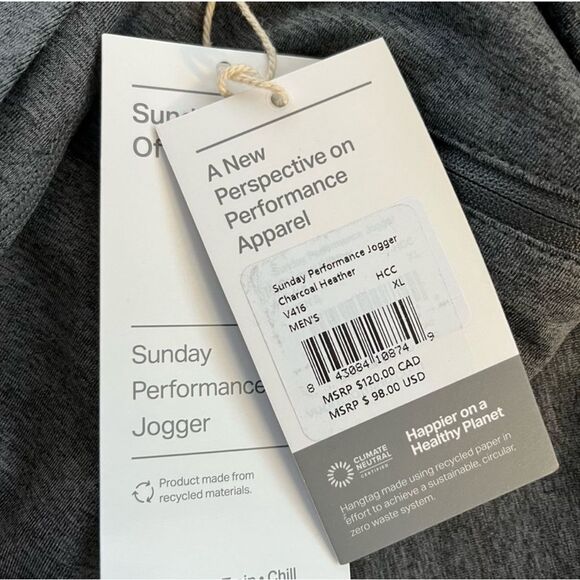 Sun
Of
Sunday
Performance
Jogger
Product made from
recycled materials.
Chill
A New
Perspective on
Performance
Apparel
Sunday Performance Jogger
Charcoal Heather HCC
V416 XL
MEN'S
8 43084 10874 9
MSRP $120.00 CAD
MSRP $ 98.00 USD
CLIMATE
NEUTRAL
CERTIFIED
Happier on a
Healthy Planet
Hangtag made using recycled paper in
effort to achieve a sustainable, circular,
zero waste system.